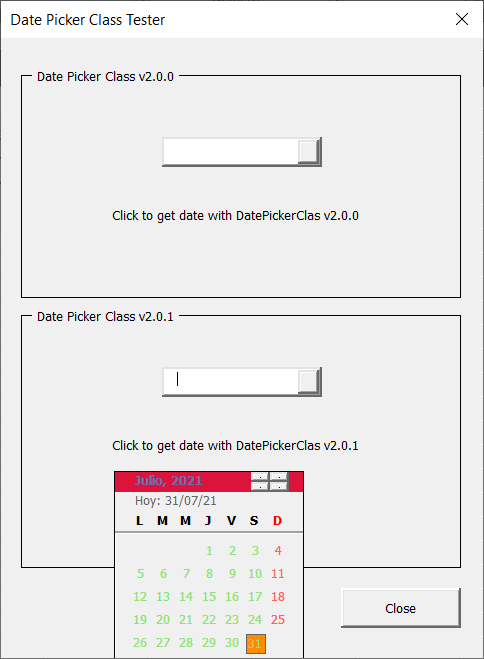 Date Picker Class Tester
Date Picker Class v2.0.0
Click to get date with DatePickerClas v2.0.0
Date Picker Class v2.0.1
Click to get date with DatePickerClas v2.0.1
Julio, 2021
Hoy: 31/07/21
L M M J V S D
1 2 3 4
5 6 7 8 9 10 11
12 13 14 15 16 17 18
19 20 21 22 23 24 25
26 27 28 29 30 31
Close